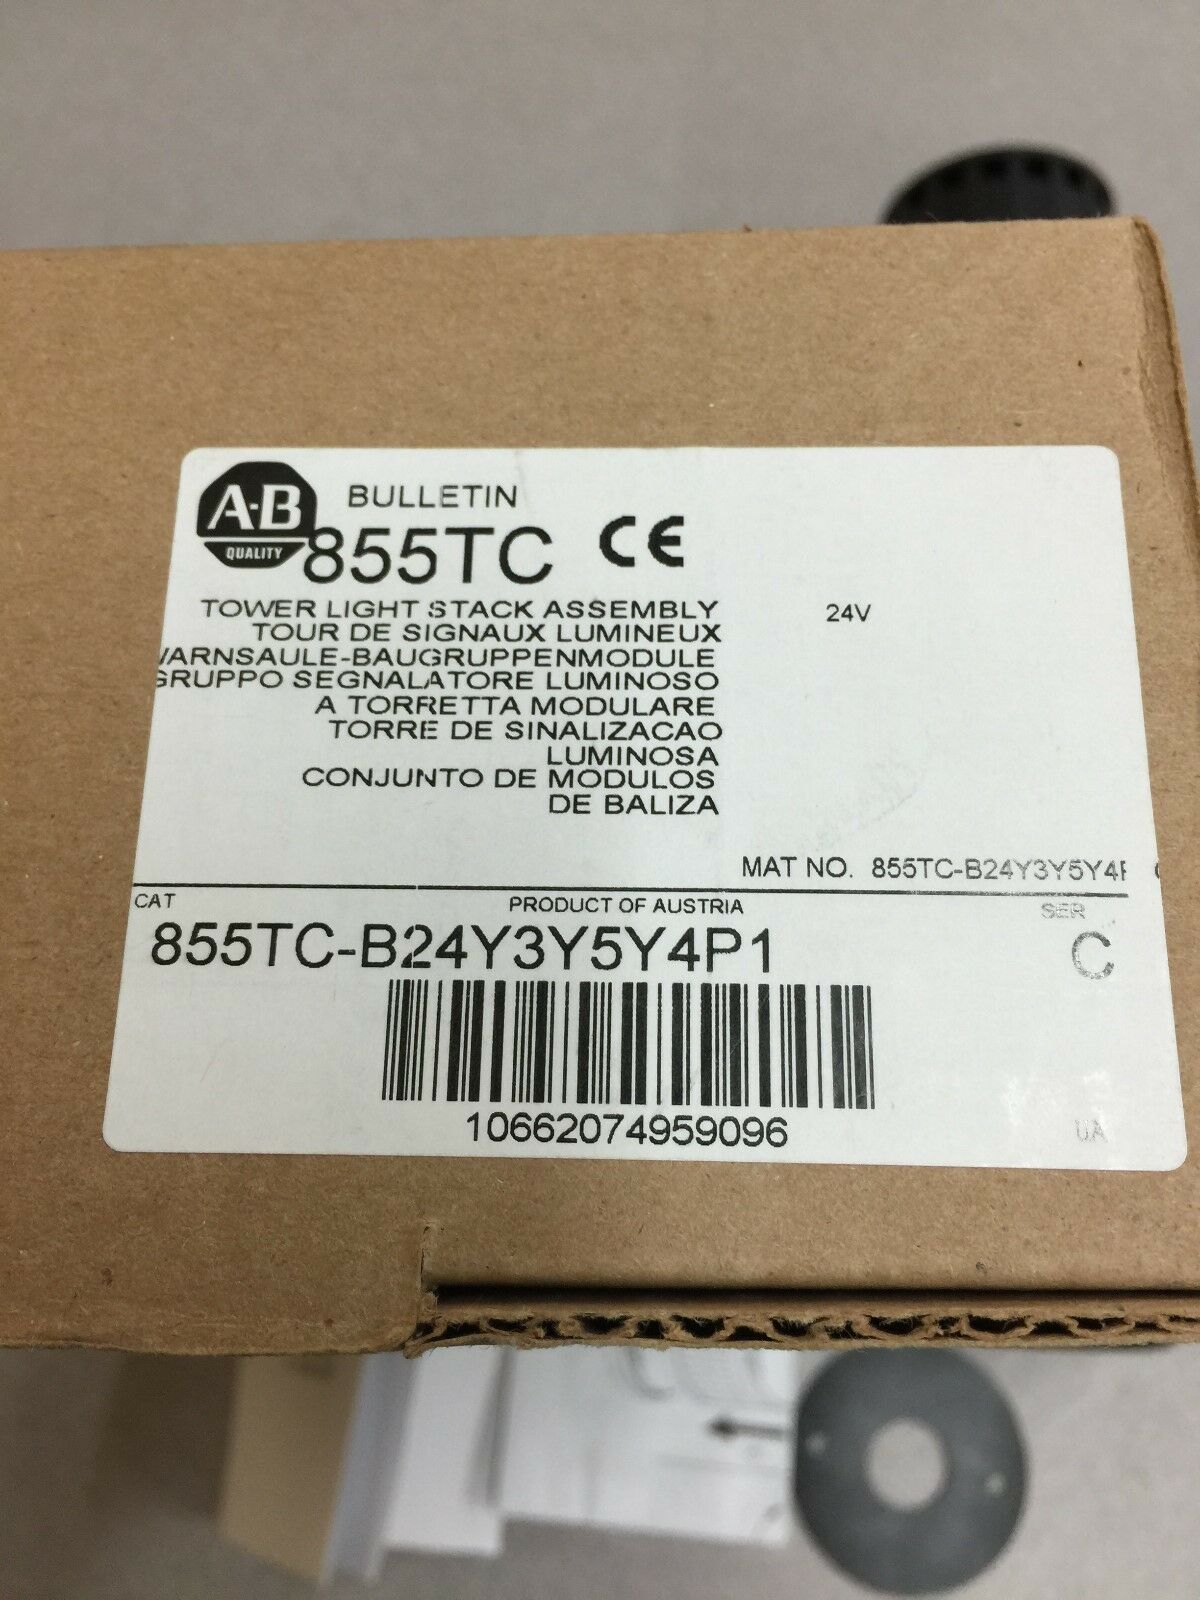 A-B
QUALITY
BULLETIN
855TC CE
TOWER LIGHT STACK ASSEMBLY
24V
TOUR DE SIGNAUX LUMINEUX
VARNSAULE-BAUGRUPPENMODULE
GRUPPO SEGNALATORE LUMINOSO
A TORRETTA MODULARE
TORRE DE SINALIZACAO
LUMINOSA
CONJUNTO DE MODULOS
DE BALIZA
MAT NO. 855TC-B24Y3Y5Y4
CAT
PRODUCT OF AUSTRIA
SER
855TC-B24Y3Y5Y4P1
C
10662074959096
UA